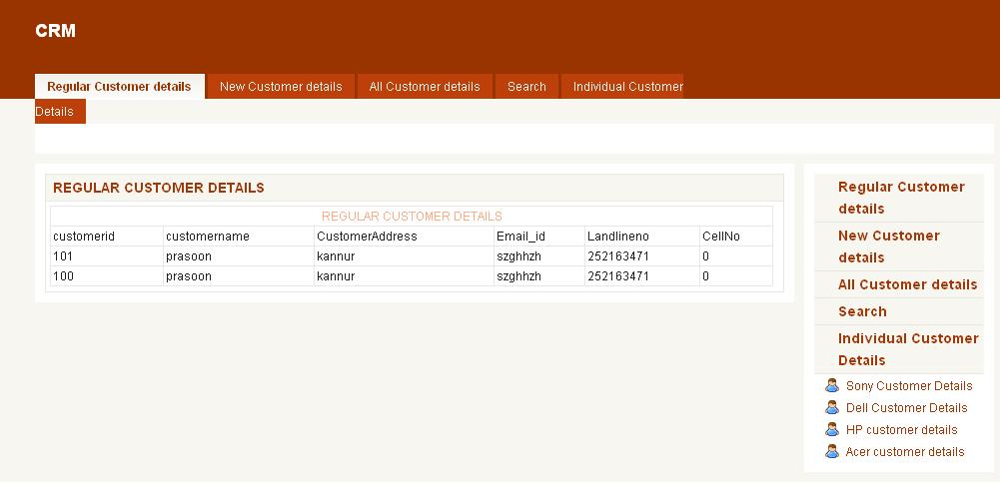 CRM
Regular Customer details New Customer details All Customer details Search Individual Customer
Details
REGULAR CUSTOMER DETAILS
REGULAR CUSTOMER DETAILS
customerid customername CustomerAddress Email_id Landlineno CellNo
101 prasoon kannur szghhzh 252163471 0
100 prasoon kannur szghhzh 252163471 0
Regular Customer
details
New Customer
details
All Customer details
Search
Individual Customer
Details
Sony Customer Details
Dell Customer Details
HP customer details
Acer customer details